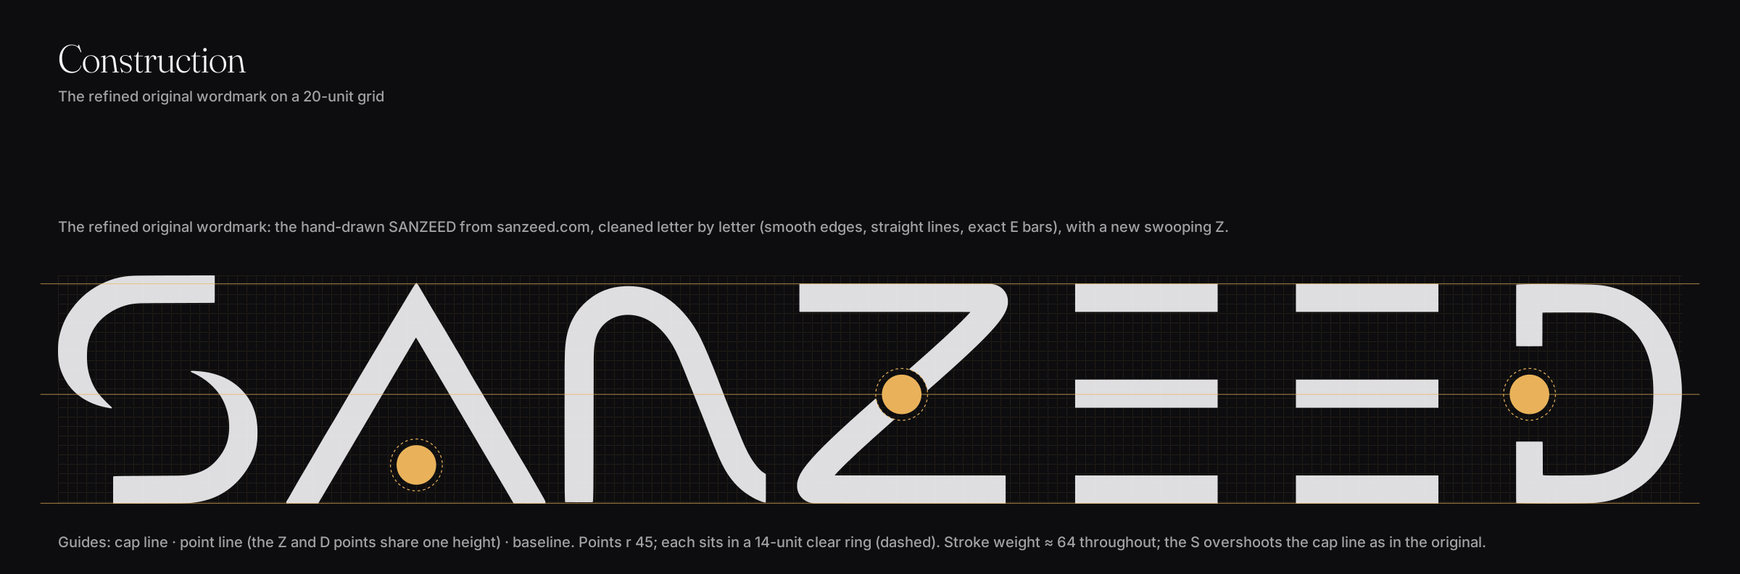 Construction
The refined original wordmark on a 20-unit grid
The refined original wordmark: the hand-drawn SANZEED from sanzeed.com, cleaned letter by letter (smooth edges, straight lines, exact E bars), with a new swooping Z.
SANZEED
Guides: cap line · point line (the Z and D points share one height) · baseline. Points r 45; each sits in a 14-unit clear ring (dashed). Stroke weight ≈ 64 throughout; the S overshoots the cap line as in the original.